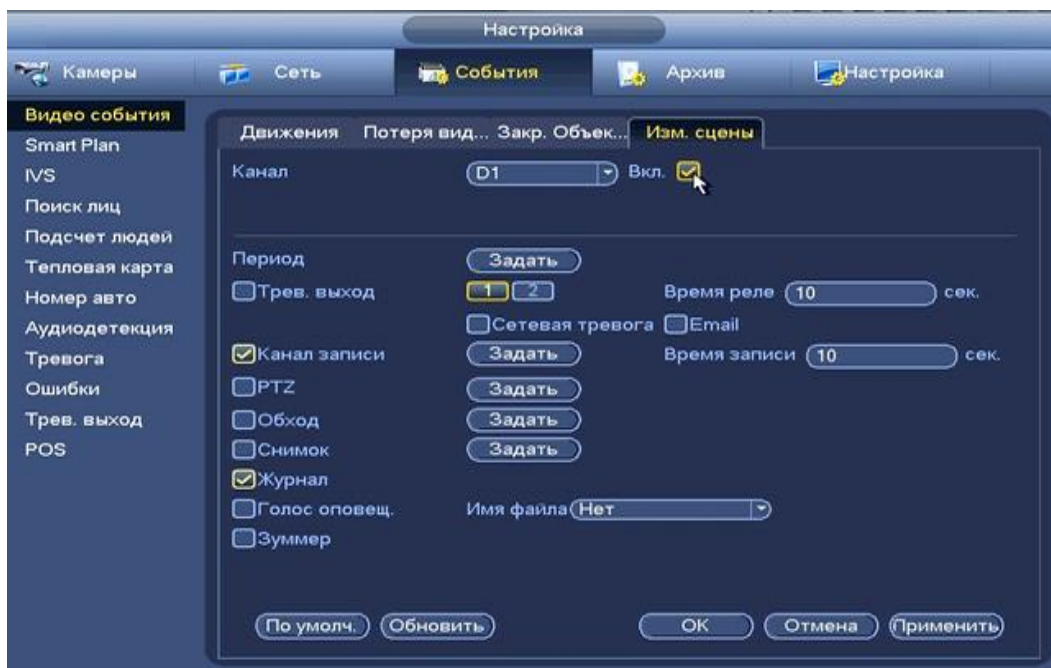 Настройка
Камеры Сеть События Архив Настройка
Видео события
Smart Plan
IVS
Поиск лиц
Подсчет людей
Тепловая карта
Номер авто
Аудиодетекция
Тревога
Ошибки
Трев. выход
POS
Движения Потеря вид... Закр. Объек... Изм. сцены
Канал D1 Вкл.
Период Задать
Трев. выход 1 2 Время реле 10 сек.
Сетевая тревога Email
Канал записи Задать Время записи 10 сек.
PTZ Задать
Обход Задать
Снимок Задать
Журнал
Голос оповещ. Имя файла Нет
Зуммер
По умолч. Обновить OK Отмена Применить